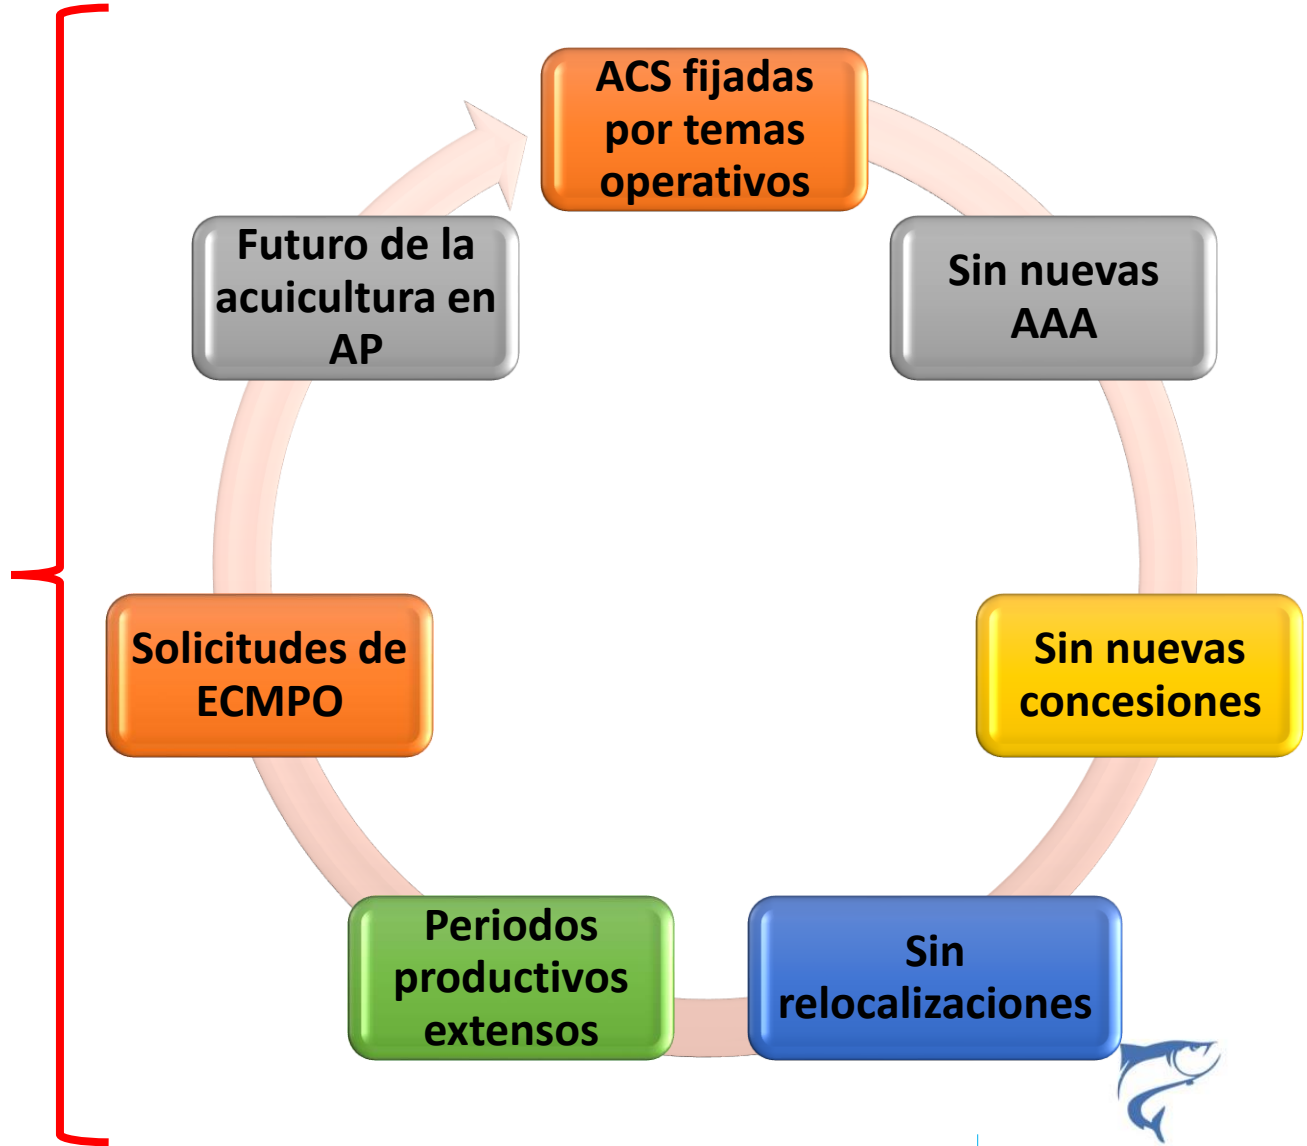 ACS fijadas
por temas
operativos
Sin nuevas
AAA
Sin nuevas
concesiones
Sin
relocalizaciones
Periodos
productivos
extensos
Solicitudes de
ECMPO
Futuro de la
acuicultura en
AP